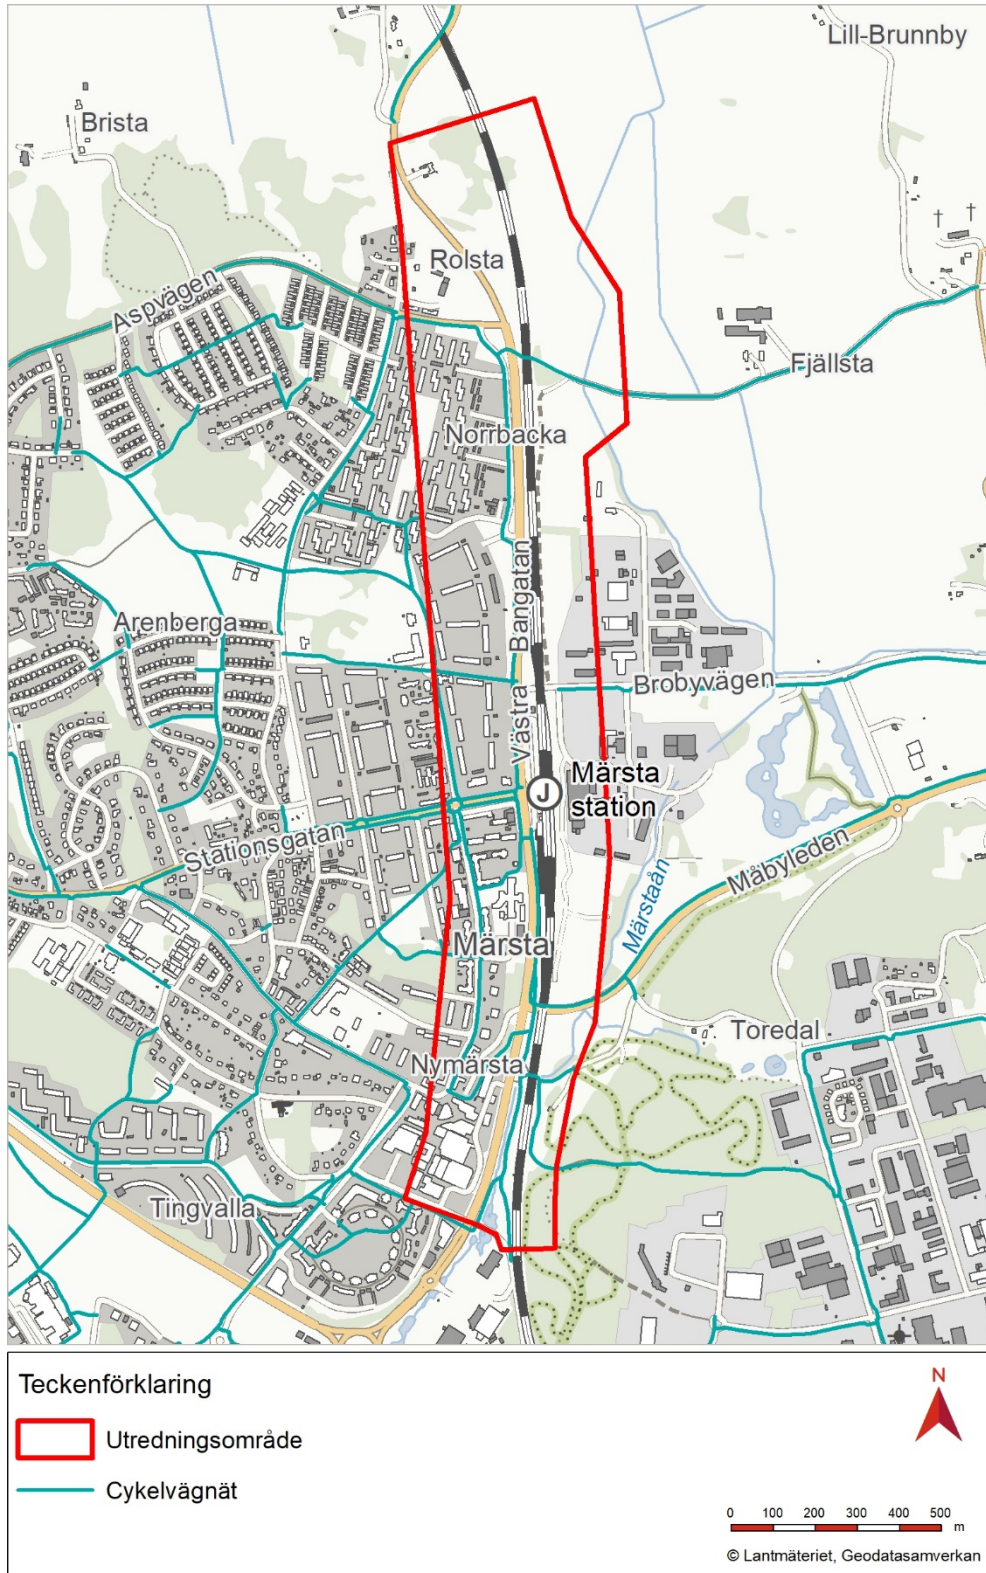 Lill-Brunnby
Brista
Rolsta
Aspvägen
Fjällsta
Norrbacka
Västra Bangatan
Arenberga
Brobyvägen
J
Märsta
station
Stationsgatan
Måbyleden
Märstaån
Märsta
Toredal
Nymärsta
Tingvalla
Teckenförklaring
Utredningsområde
Cykelvägnät
N
0 100 200 300 400 500
m
© Lantmäteriet, Geodatasamverkan